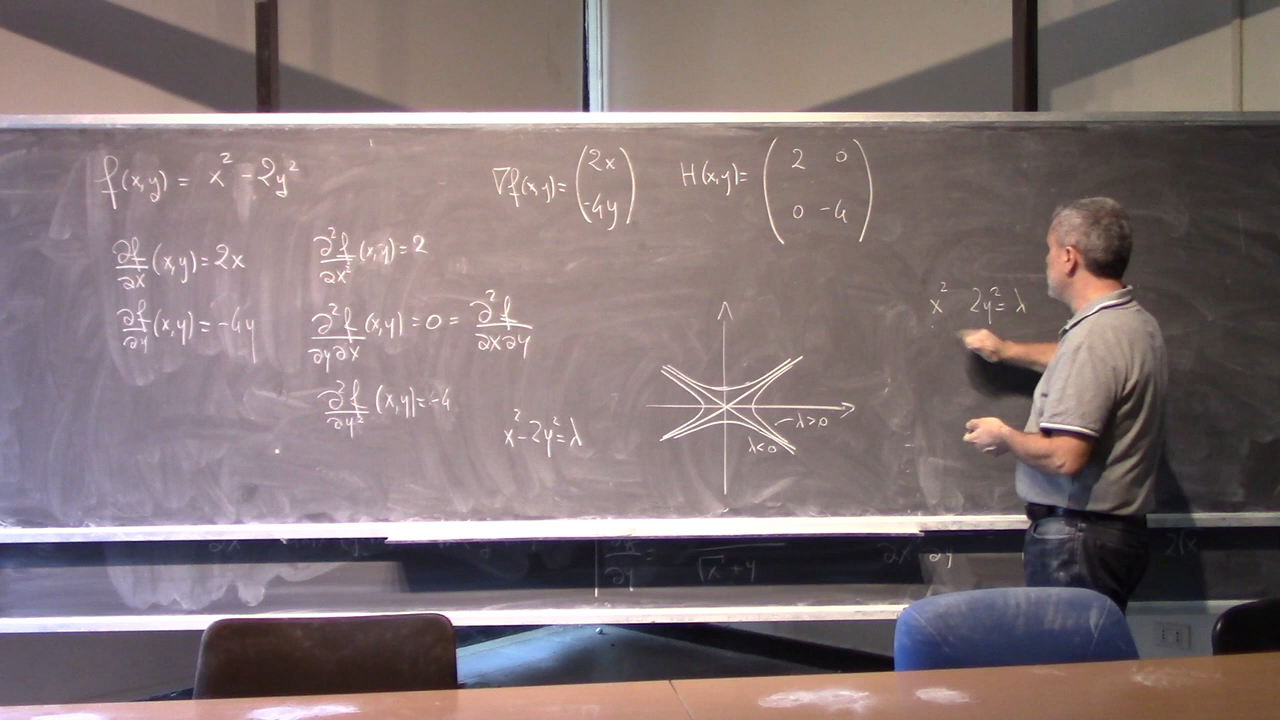 f(x,y) = x² - 2y²
∇f(x,y) = (2x
-4y)
H(x,y) = (2 0
0 -4)
∂f/∂x (x,y) = 2x
∂f/∂y (x,y) = -4y
∂²f/∂x² (x,y) = 2
∂²f/∂y∂x (x,y) = 0 = ∂²f/∂x∂y
∂²f/∂y² (x,y) = -4
x² - 2y² = λ
λ>0
λ<0
x² 2y² = λ